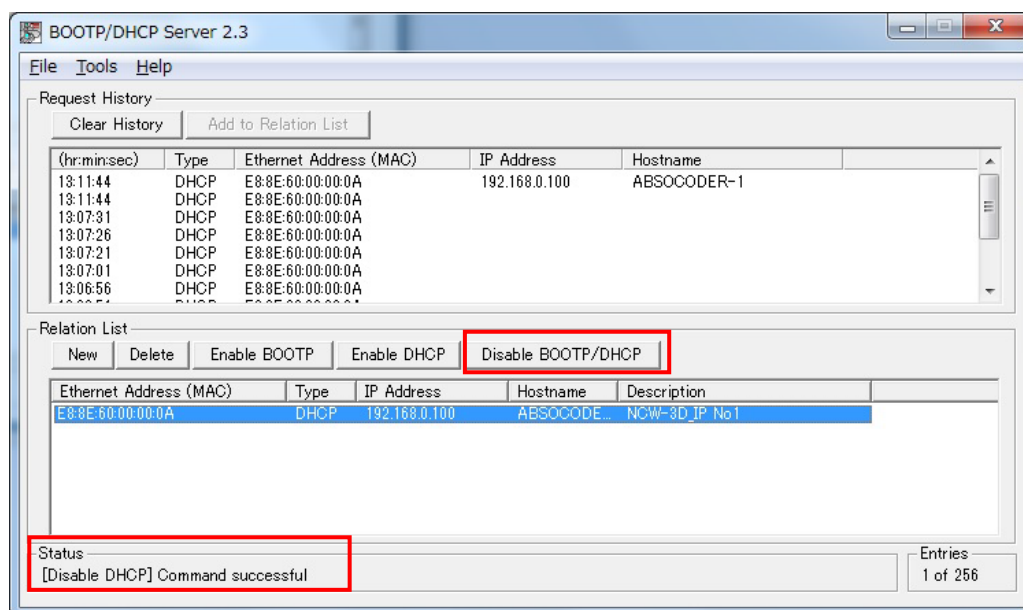 BOOTP/DHCP Server 2.3
File Tools Help
Request History
Clear History Add to Relation List
(hr:min:sec) Type Ethernet Address (MAC) IP Address Hostname
13:11:44 DHCP E8:8E:60:00:00:0A 192.168.0.100 ABSOCODER-1
13:11:44 DHCP E8:8E:60:00:00:0A
13:07:31 DHCP E8:8E:60:00:00:0A
13:07:26 DHCP E8:8E:60:00:00:0A
13:07:21 DHCP E8:8E:60:00:00:0A
13:07:01 DHCP E8:8E:60:00:00:0A
13:06:56 DHCP E8:8E:60:00:00:0A
Relation List
New Delete Enable BOOTP Enable DHCP Disable BOOTP/DHCP
Ethernet Address (MAC) Type IP Address Hostname Description
E8:8E:60:00:00:0A DHCP 192.168.0.100 ABSOCODE... NCW-3D_IP No1
Status Entries
[Disable DHCP] Command successful 1 of 256